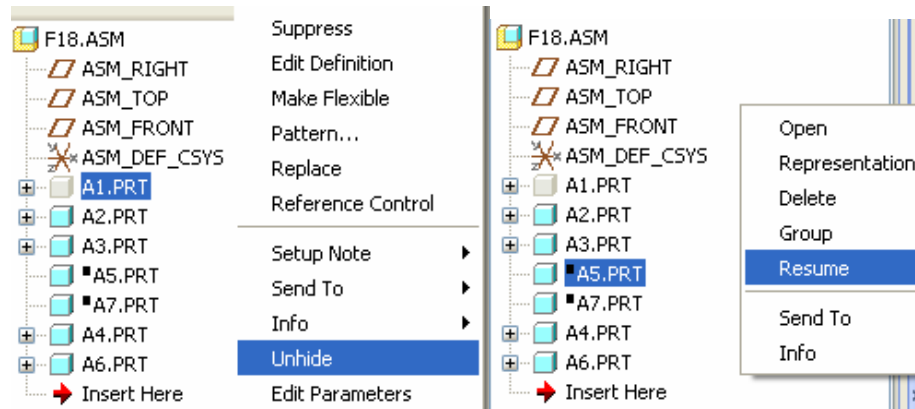 F18.ASM
ASM_RIGHT
ASM_TOP
ASM_FRONT
ASM_DEF_CSYS
A1.PRT
A2.PRT
A3.PRT
A5.PRT
A7.PRT
A4.PRT
A6.PRT
Insert Here
Suppress
Edit Definition
Make Flexible
Pattern...
Replace
Reference Control
Setup Note
Send To
Info
Unhide
Edit Parameters
F18.ASM
ASM_RIGHT
ASM_TOP
ASM_FRONT
ASM_DEF_CSYS
A1.PRT
A2.PRT
A3.PRT
A5.PRT
A7.PRT
A4.PRT
A6.PRT
Insert Here
Open
Representation
Delete
Group
Resume
Send To
Info